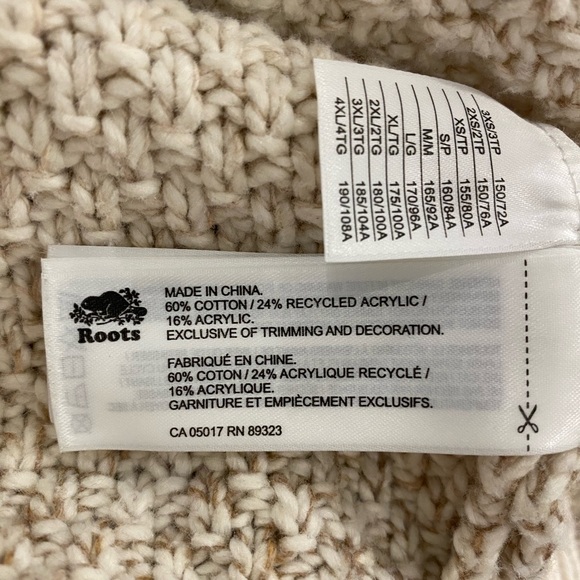 3XS/3TP 150/72A
2XS/2TP 150/76A
XS/TP 155/80A
S/P 160/84A
M/M 165/92A
L/G 170/96A
XL/TG 175/100A
2XL/2TG 180/100A
3XL/3TG 185/104A
4XL/4TG 190/108A
Roots
MADE IN CHINA.
60% COTTON / 24% RECYCLED ACRYLIC /
16% ACRYLIC.
EXCLUSIVE OF TRIMMING AND DECORATION.
FABRIQUÉ EN CHINE.
60% COTON / 24% ACRYLIQUE RECYCLÉ /
16% ACRYLIQUE.
GARNITURE ET EMPIÈCEMENT EXCLUSIFS.
CA 05017 RN 89323